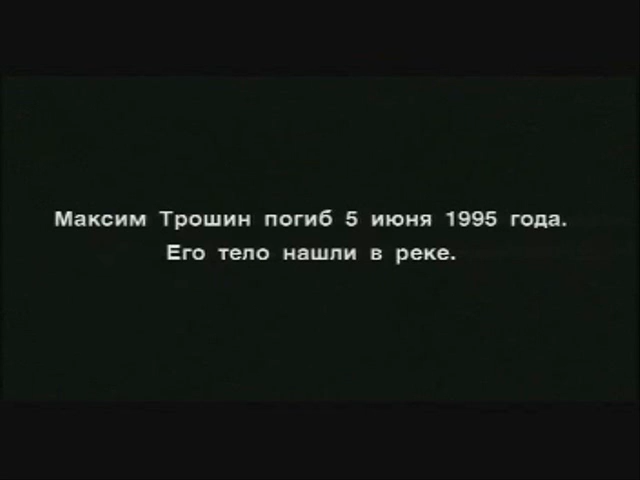 Максим Трошин погиб 5 июня 1995 года.
Его тело нашли в реке.